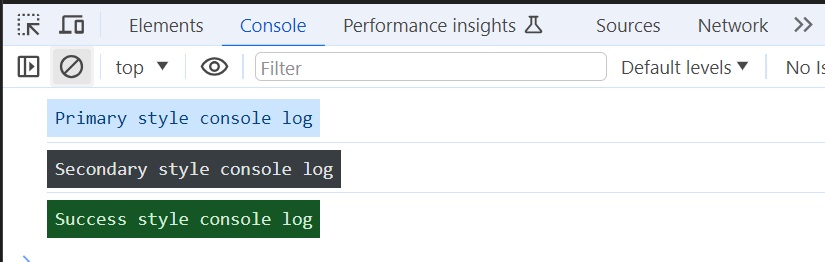 Elements Console Performance insights Sources Network
top Filter Default levels No Is
Primary style console log
Secondary style console log
Success style console log